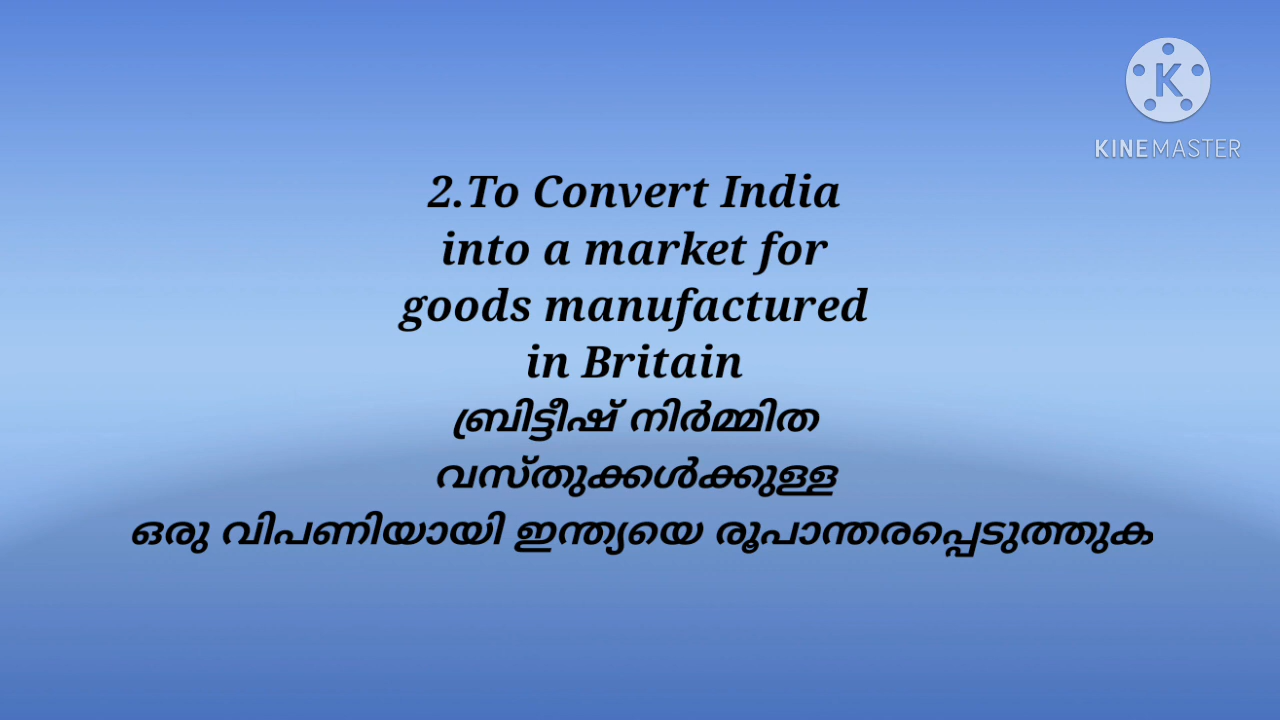 K
KINEMASTER
2.To Convert India
into a market for
goods manufactured
in Britain
ബ്രിട്ടീഷ് നിർമ്മിത
വസ്തുക്കൾക്കുള്ള
ഒരു വിപണിയായി ഇന്ത്യയെ രൂപാന്തരപ്പെടുത്തുക